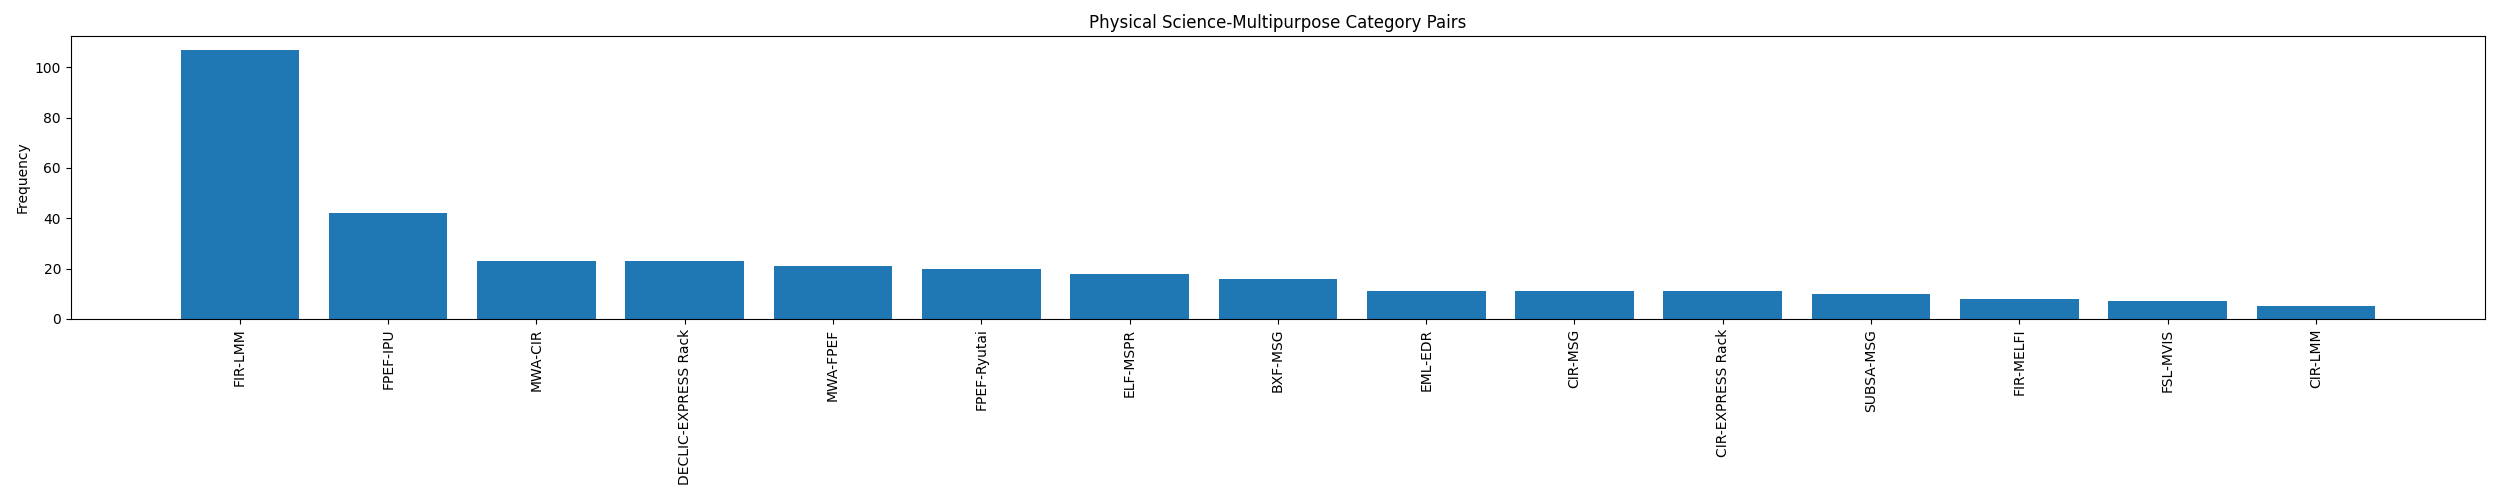 Physical Science-Multipurpose Category Pairs
Frequency
100
80
60
40
20
0
FIR-LMM
FPEF-IPU
MWA-CIR
DECLIC-EXPRESS Rack
MWA-FPEF
FPEF-Ryutai
ELF-MSPR
BXF-MSG
EML-EDR
CIR-MSG
CIR-EXPRESS Rack
SUBSA-MSG
FIR-MELFI
FSL-MVIS
CIR-LMM